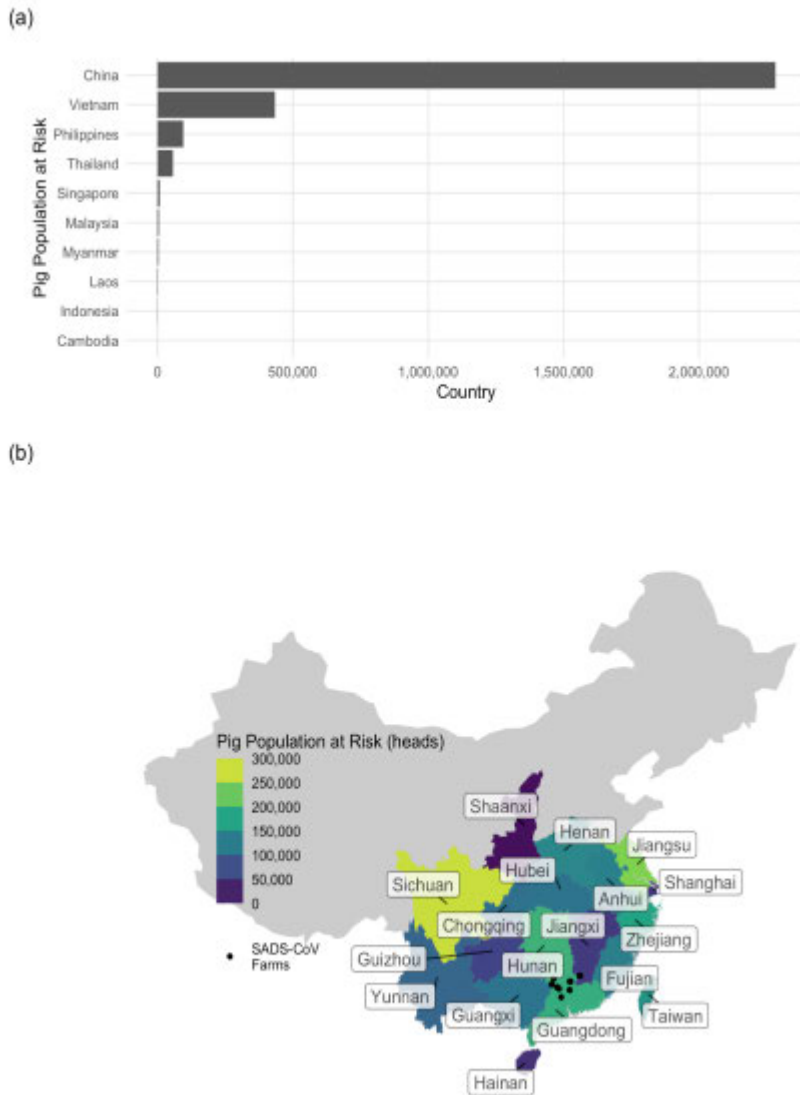 (a)
Pig Population at Risk
China
Vietnam
Philippines
Thailand
Singapore
Malaysia
Myanmar
Laos
Indonesia
Cambodia
0 500,000 1,000,000 1,500,000 2,000,000
Country
(b)
Pig Population at Risk (heads)
300,000
250,000
200,000
150,000
100,000
50,000
0
SADS-CoV
Farms
Shaanxi
Henan
Jiangsu
Hubei
Shanghai
Sichuan
Anhui
Chongqing
Jiangxi
Zhejiang
Guizhou
Hunan
Fujian
Yunnan
Guangxi
Taiwan
Guangdong
Hainan